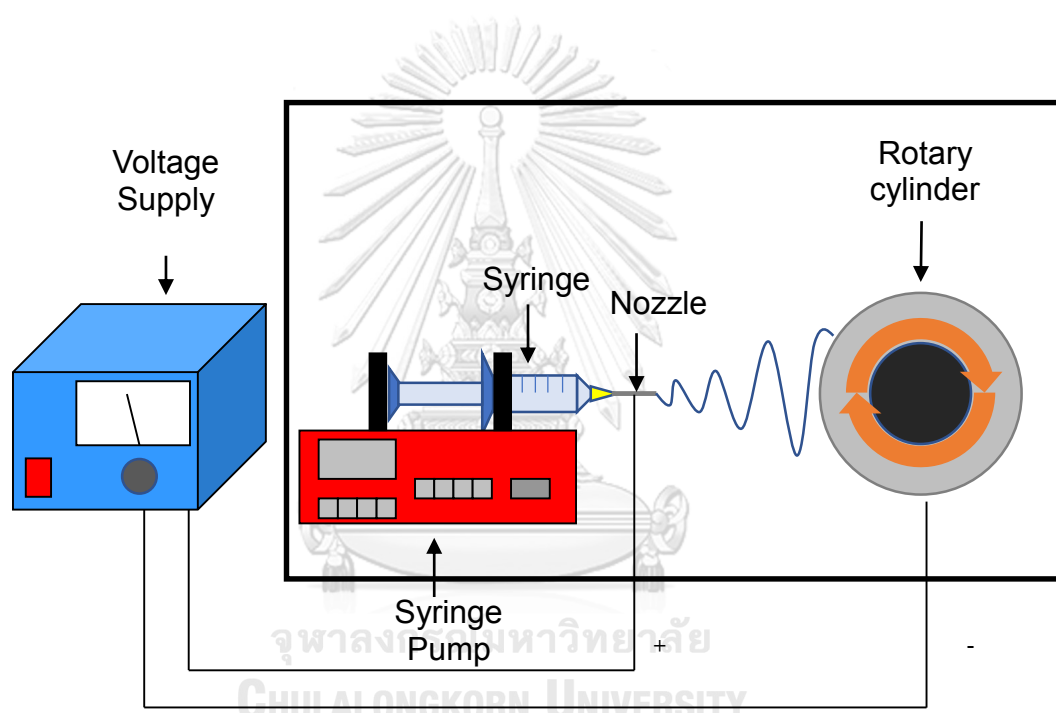 Voltage
Supply
Rotary
cylinder
Syringe
Nozzle
Syringe
Pump
+
-
จุฬาลงกรณ์มหาวิทยาลัย
CHULALONGKORN UNIVERSITY